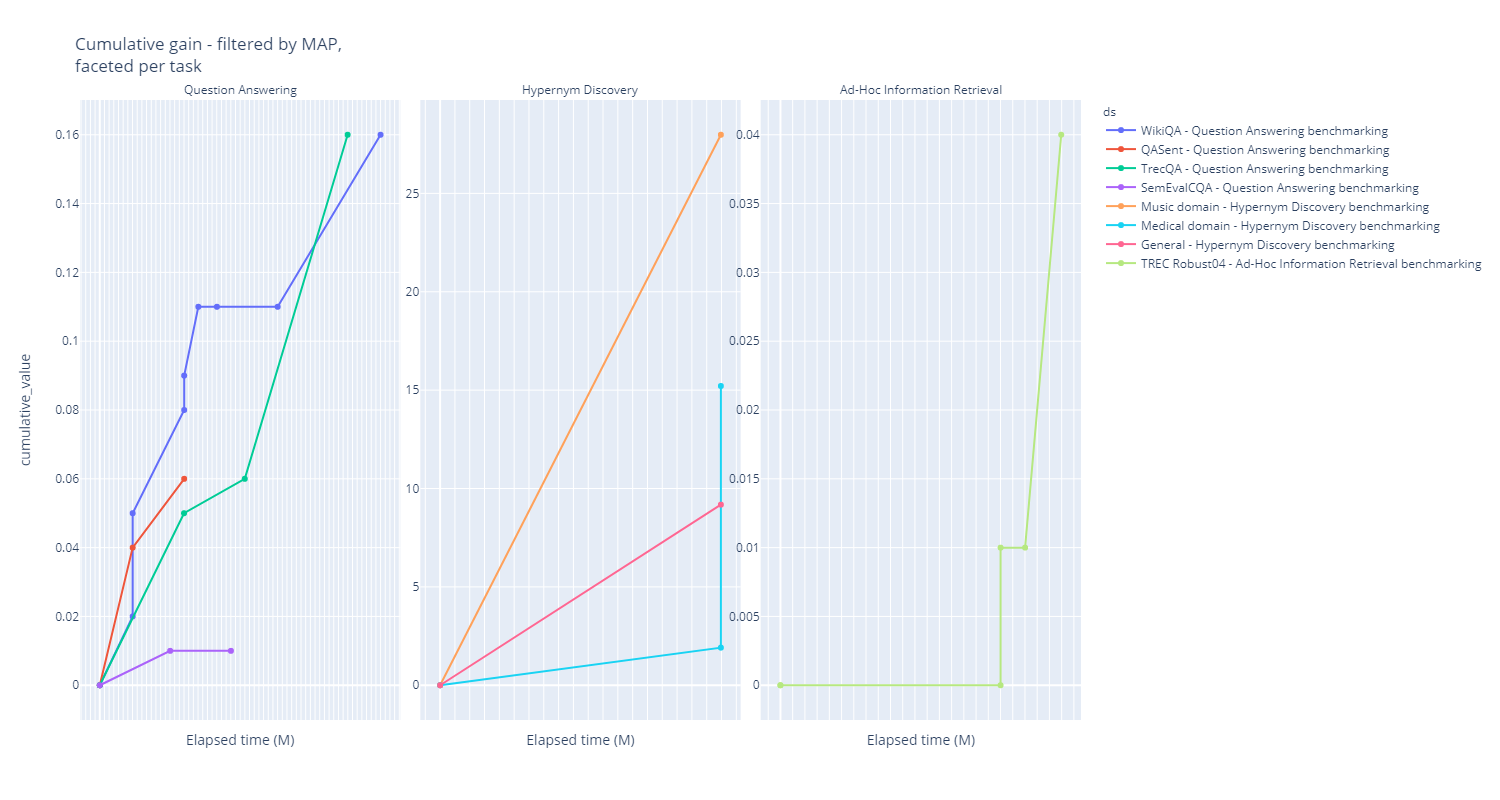 Cumulative gain - filtered by MAP,
faceted per task
Question Answering
Hypernym Discovery
Ad-Hoc Information Retrieval
cumulative_value
0.16
0.14
0.12
0.1
0.08
0.06
0.04
0.02
0
25
20
15
10
5
0
0.04
0.035
0.03
0.025
0.02
0.015
0.01
0.005
0
Elapsed time (M)
Elapsed time (M)
Elapsed time (M)
ds
WikiQA - Question Answering benchmarking
QASent - Question Answering benchmarking
TrecQA - Question Answering benchmarking
SemEvalCQA - Question Answering benchmarking
Music domain - Hypernym Discovery benchmarking
Medical domain - Hypernym Discovery benchmarking
General - Hypernym Discovery benchmarking
TREC Robust04 - Ad-Hoc Information Retrieval benchmarking